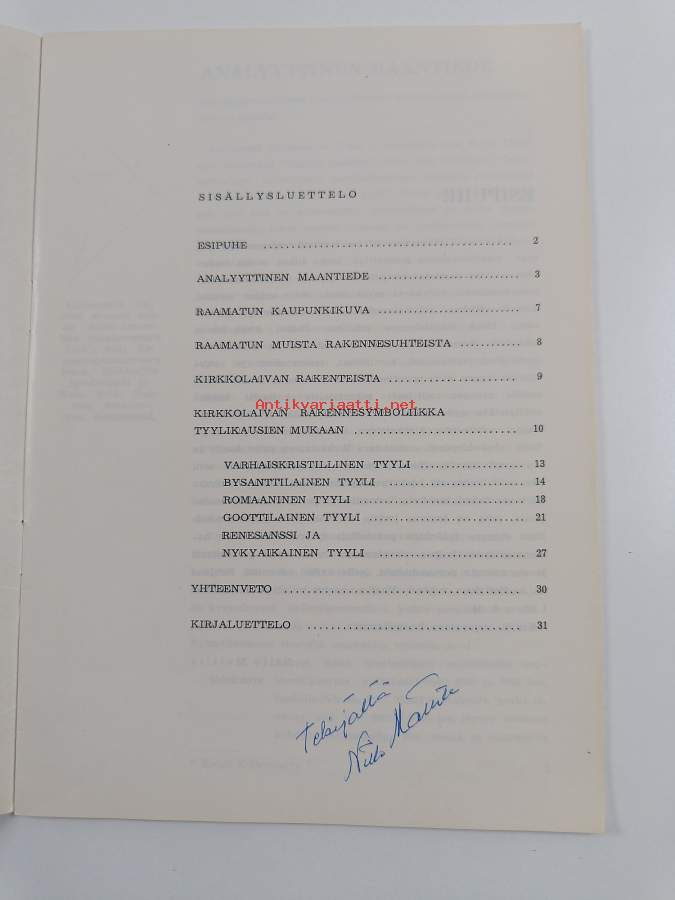 SISÄLLYSLUETTELO
ESIPUHE ........................................ 2
ANALYYTTINEN MAANTIEDE ........................ 3
RAAMATUN KAUPUNKIKUVA ........................ 7
RAAMATUN MUISTA RAKENNESUHTEISTA ........... 8
KIRKKOLAIVAN RAKENTEISTA ...................... 9
Antikvariaatti.net
KIRKKOLAIVAN RAKENNESYMBOLIIKKA
TYYLIKAUSIEN MUKAAN ............................ 10
VARHAISKRISTILLINEN TYYLI .................. 13
BYSANTTILAINEN TYYLI ......................... 14
ROMAANINEN TYYLI ............................. 18
GOOTTILAINEN TYYLI ........................... 21
RENESANSSI JA
NYKYAIKAINEN TYYLI ......................... 27
YHTEENVETO ........................................ 30
KIRJALUETTELO .................................... 31
Tekijältä